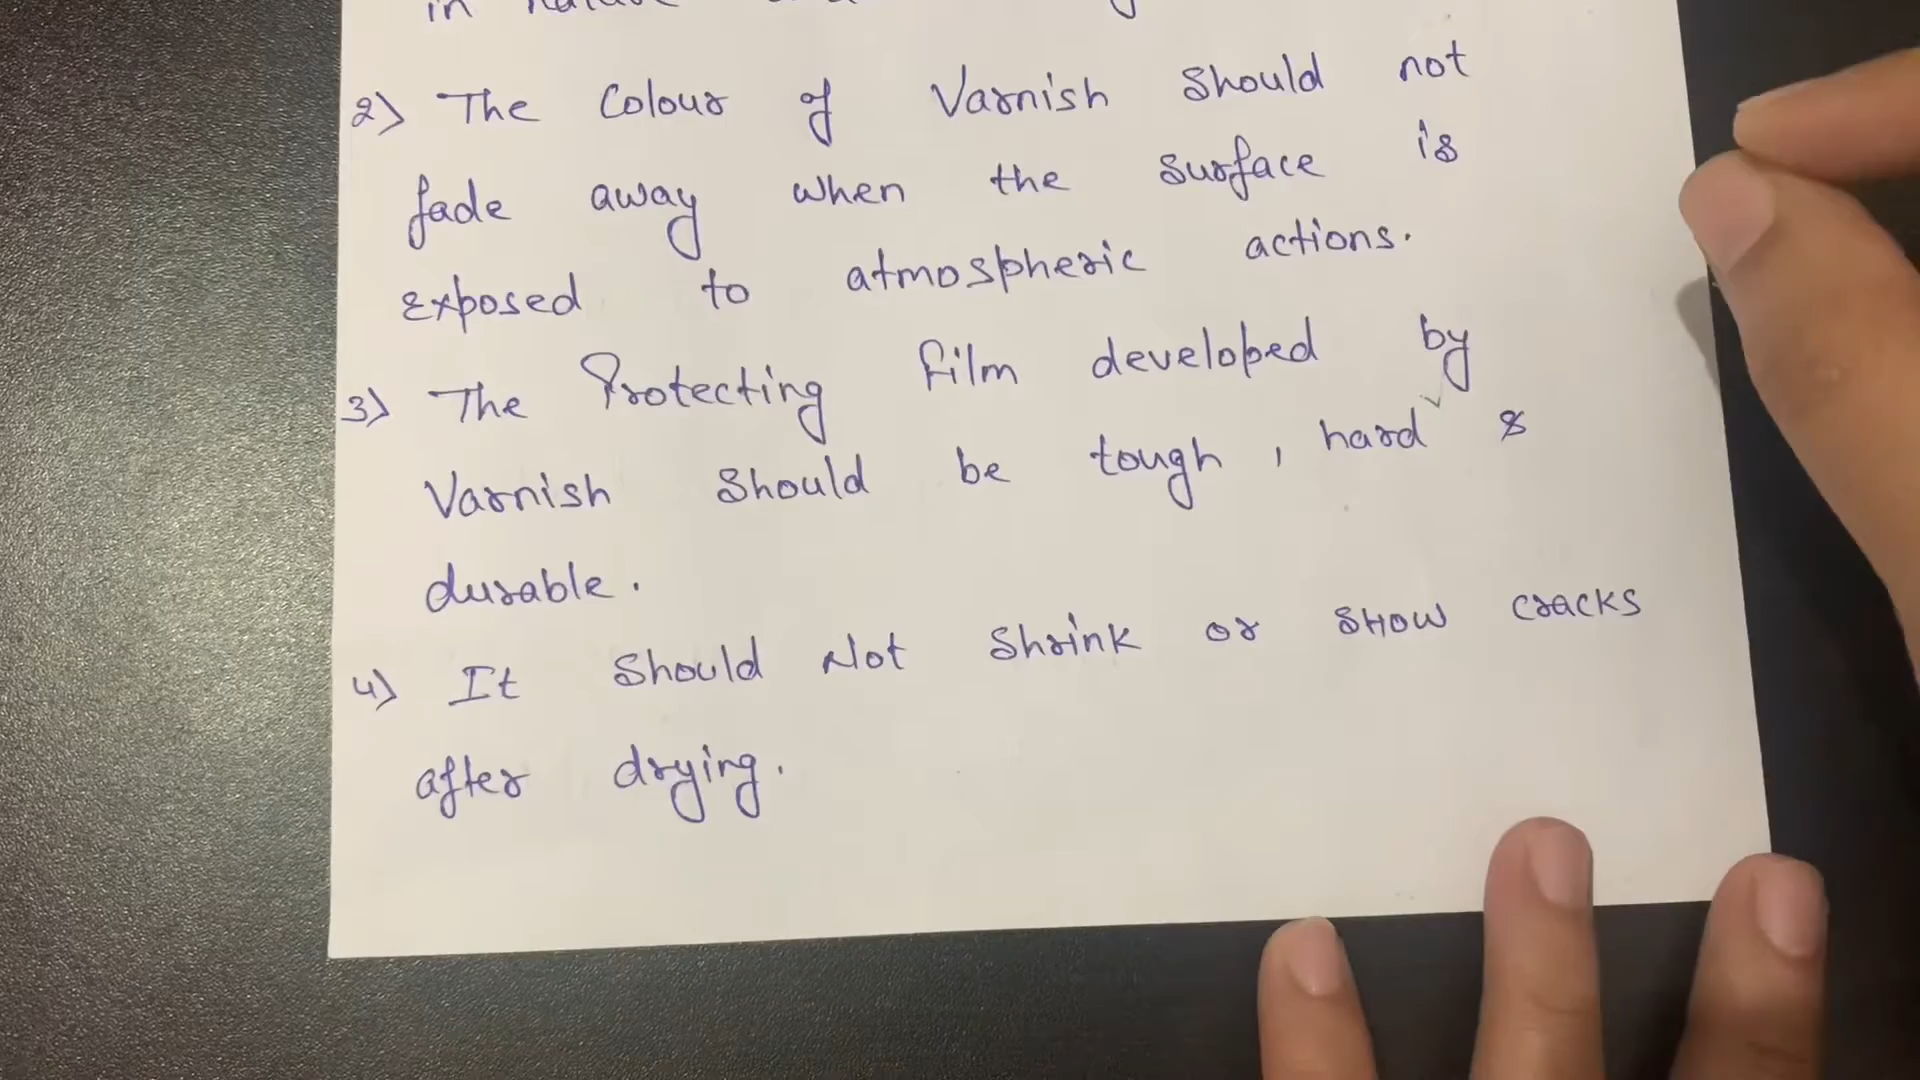 in
2) The Colour of Varnish should not
fade away when the surface is
exposed to atmospheric actions.
3) The Protecting film developed by
Varnish Should be tough, hard &
durable.
4) It Should Not Shrink or SHOW cracks
after drying.